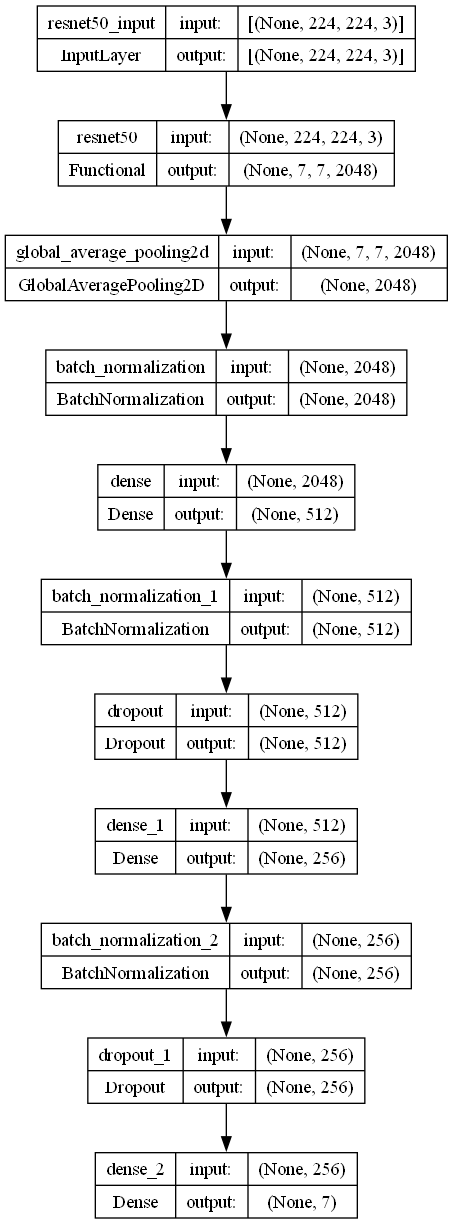 resnet50_input input: [(None, 224, 224, 3)]
InputLayer output: [(None, 224, 224, 3)]
resnet50 input: (None, 224, 224, 3)
Functional output: (None, 7, 7, 2048)
global_average_pooling2d input: (None, 7, 7, 2048)
GlobalAveragePooling2D output: (None, 2048)
batch_normalization input: (None, 2048)
BatchNormalization output: (None, 2048)
dense input: (None, 2048)
Dense output: (None, 512)
batch_normalization_1 input: (None, 512)
BatchNormalization output: (None, 512)
dropout input: (None, 512)
Dropout output: (None, 512)
dense_1 input: (None, 512)
Dense output: (None, 256)
batch_normalization_2 input: (None, 256)
BatchNormalization output: (None, 256)
dropout_1 input: (None, 256)
Dropout output: (None, 256)
dense_2 input: (None, 256)
Dense output: (None, 7)